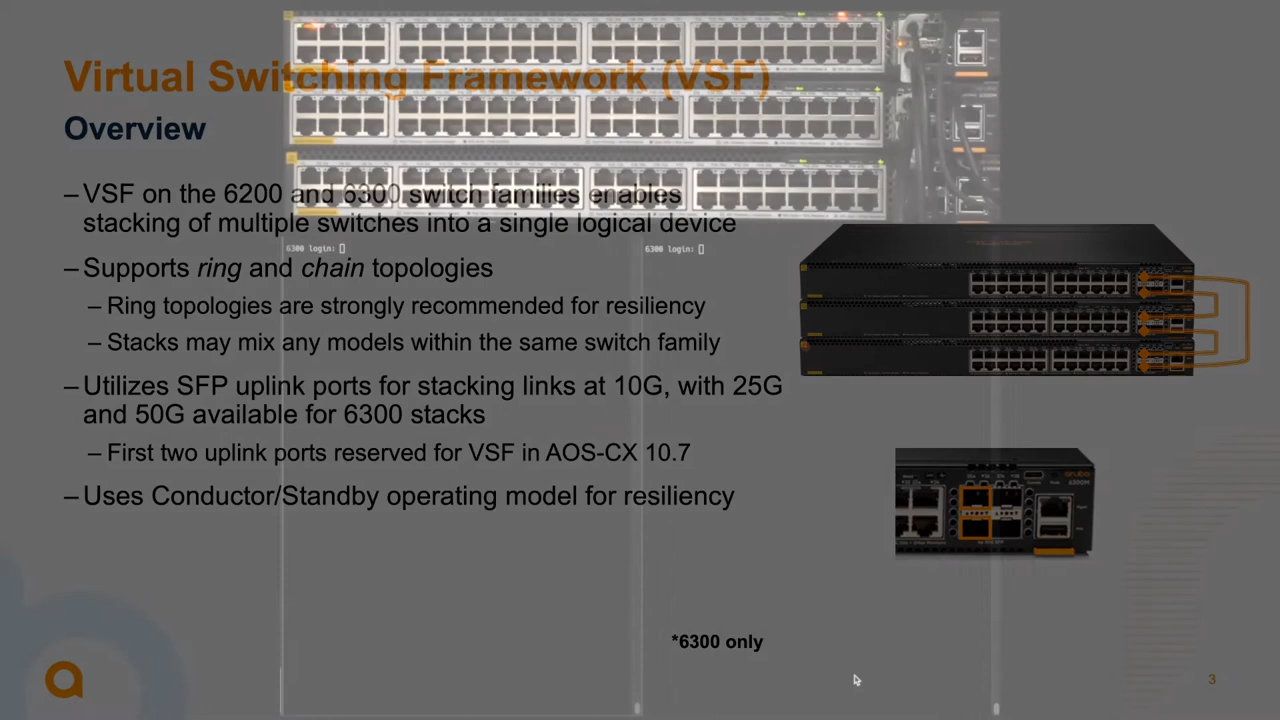 Virtual Switching Framework (VSF)
Overview
– VSF on the 6200 and 6300 switch families enables
stacking of multiple switches into a single logical device
6300 login:
6300 login:
– Supports ring and chain topologies
– Ring topologies are strongly recommended for resiliency
– Stacks may mix any models within the same switch family
– Utilizes SFP uplink ports for stacking links at 10G, with 25G
and 50G available for 6300 stacks
– First two uplink ports reserved for VSF in AOS-CX 10.7
– Uses Conductor/Standby operating model for resiliency
aruba
6300M
*6300 only
3